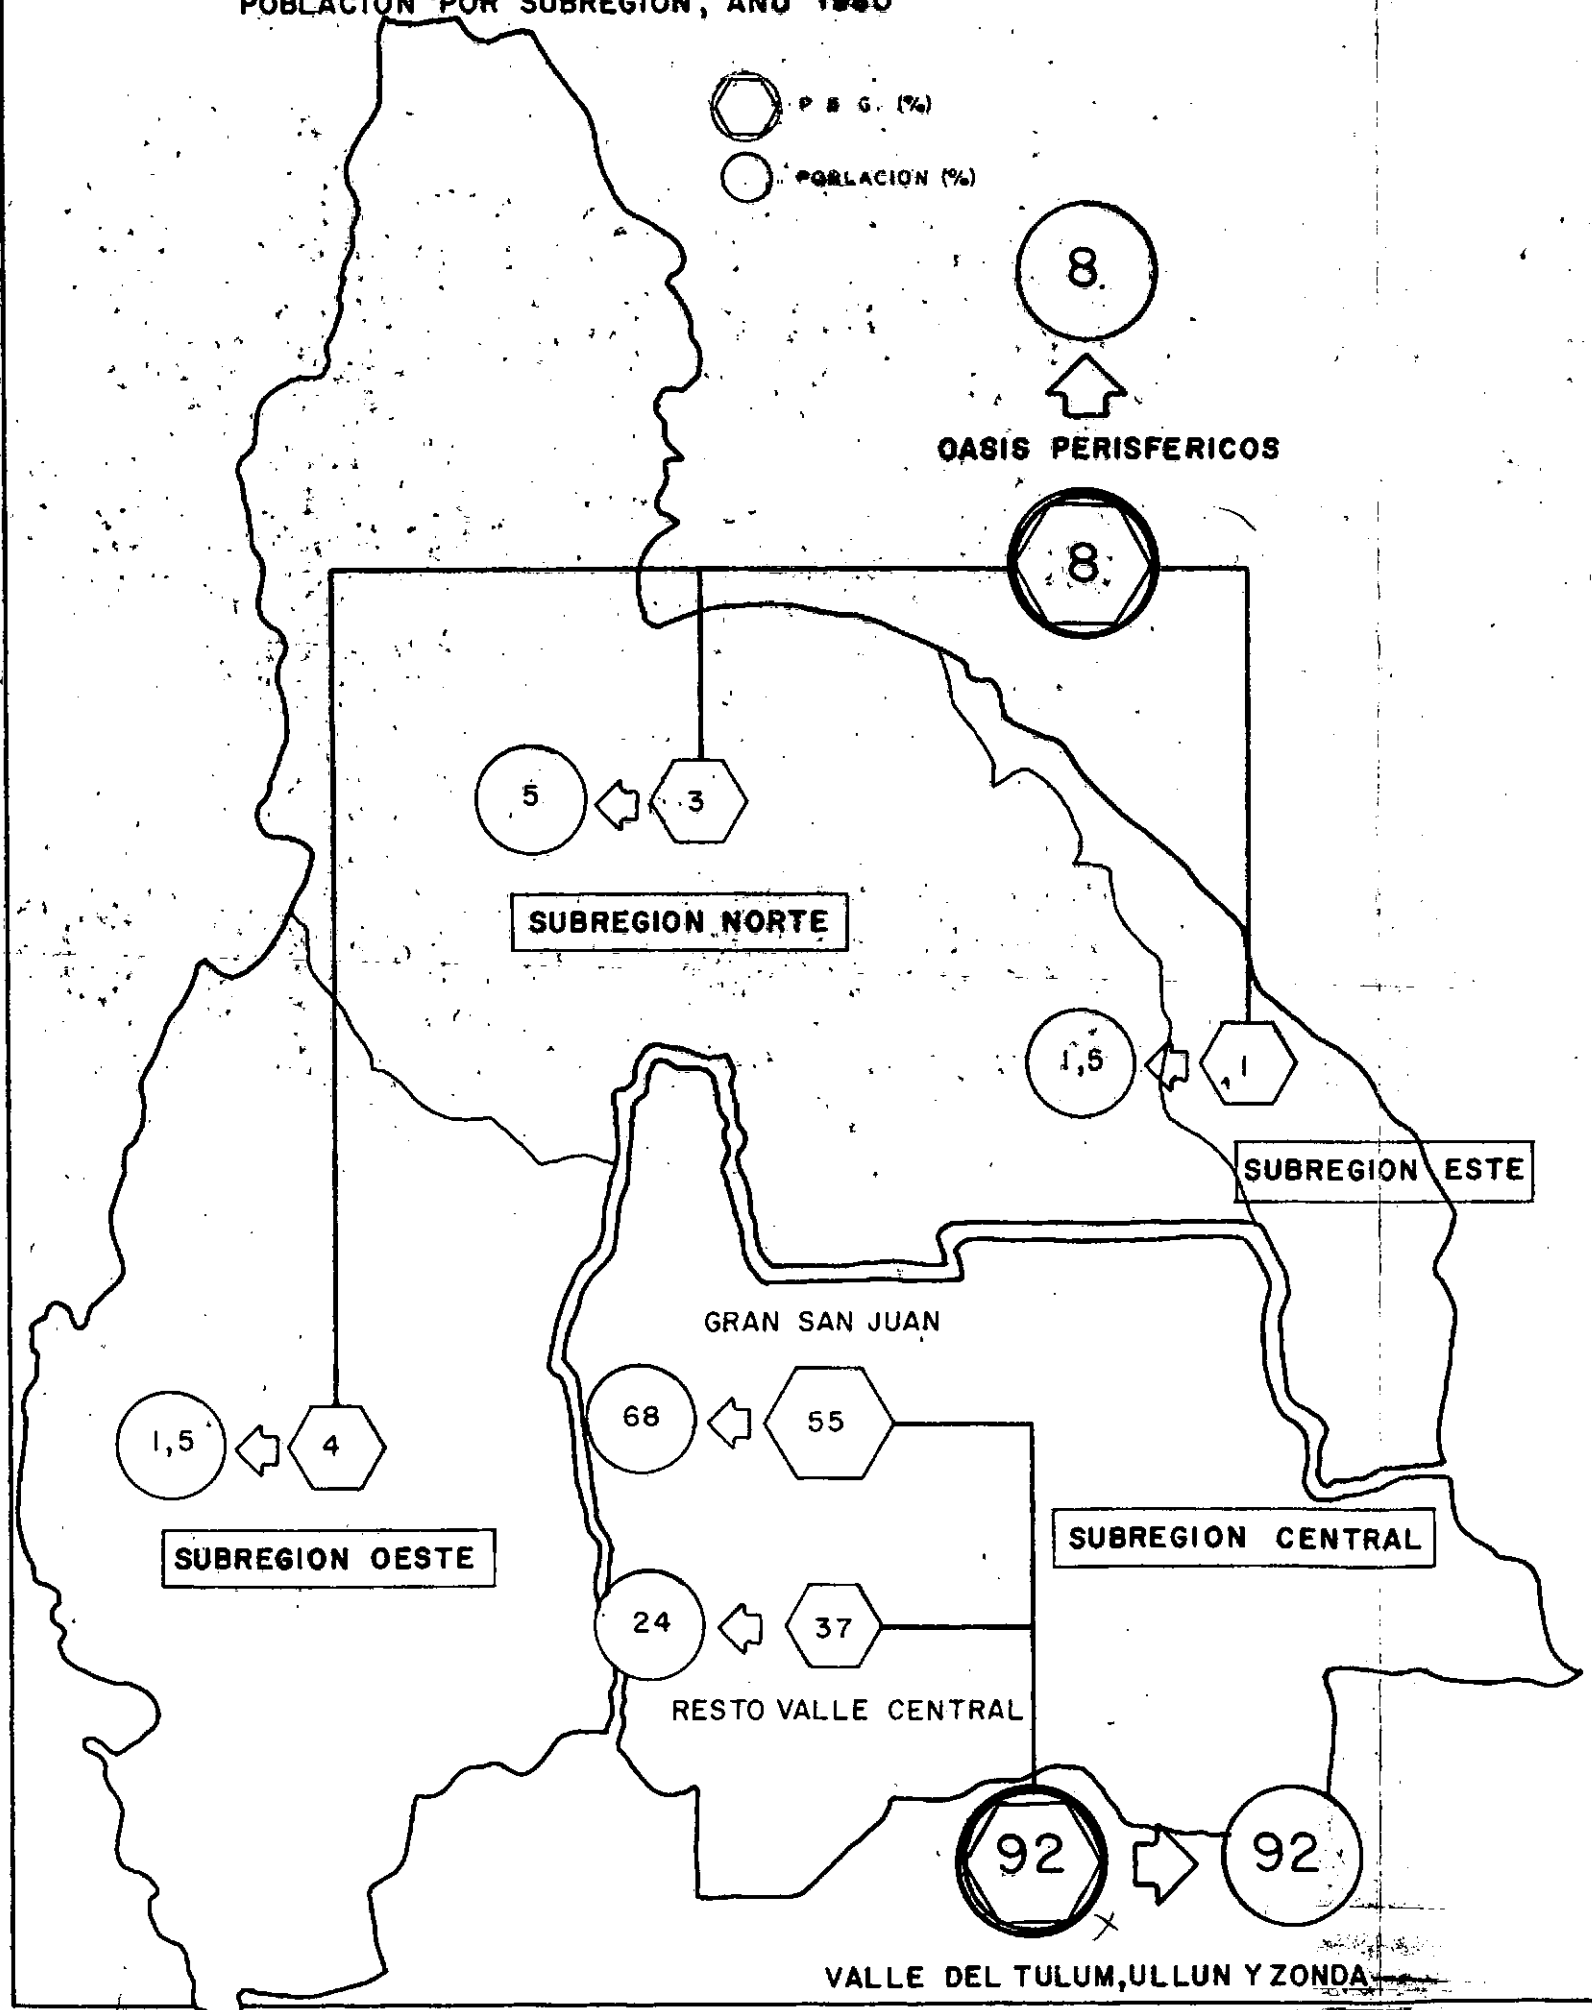 POBLACION POR SUBREGION, AÑO 1980
P B G. (%)
POBLACION (%)
8
OASIS PERISFERICOS
8
5
3
SUBREGION NORTE
1,5
1
SUBREGION ESTE
GRAN SAN JUAN
68
55
1,5
4
SUBREGION OESTE
SUBREGION CENTRAL
24
37
RESTO VALLE CENTRAL
92
92
VALLE DEL TULUM, ULLUN Y ZONDA